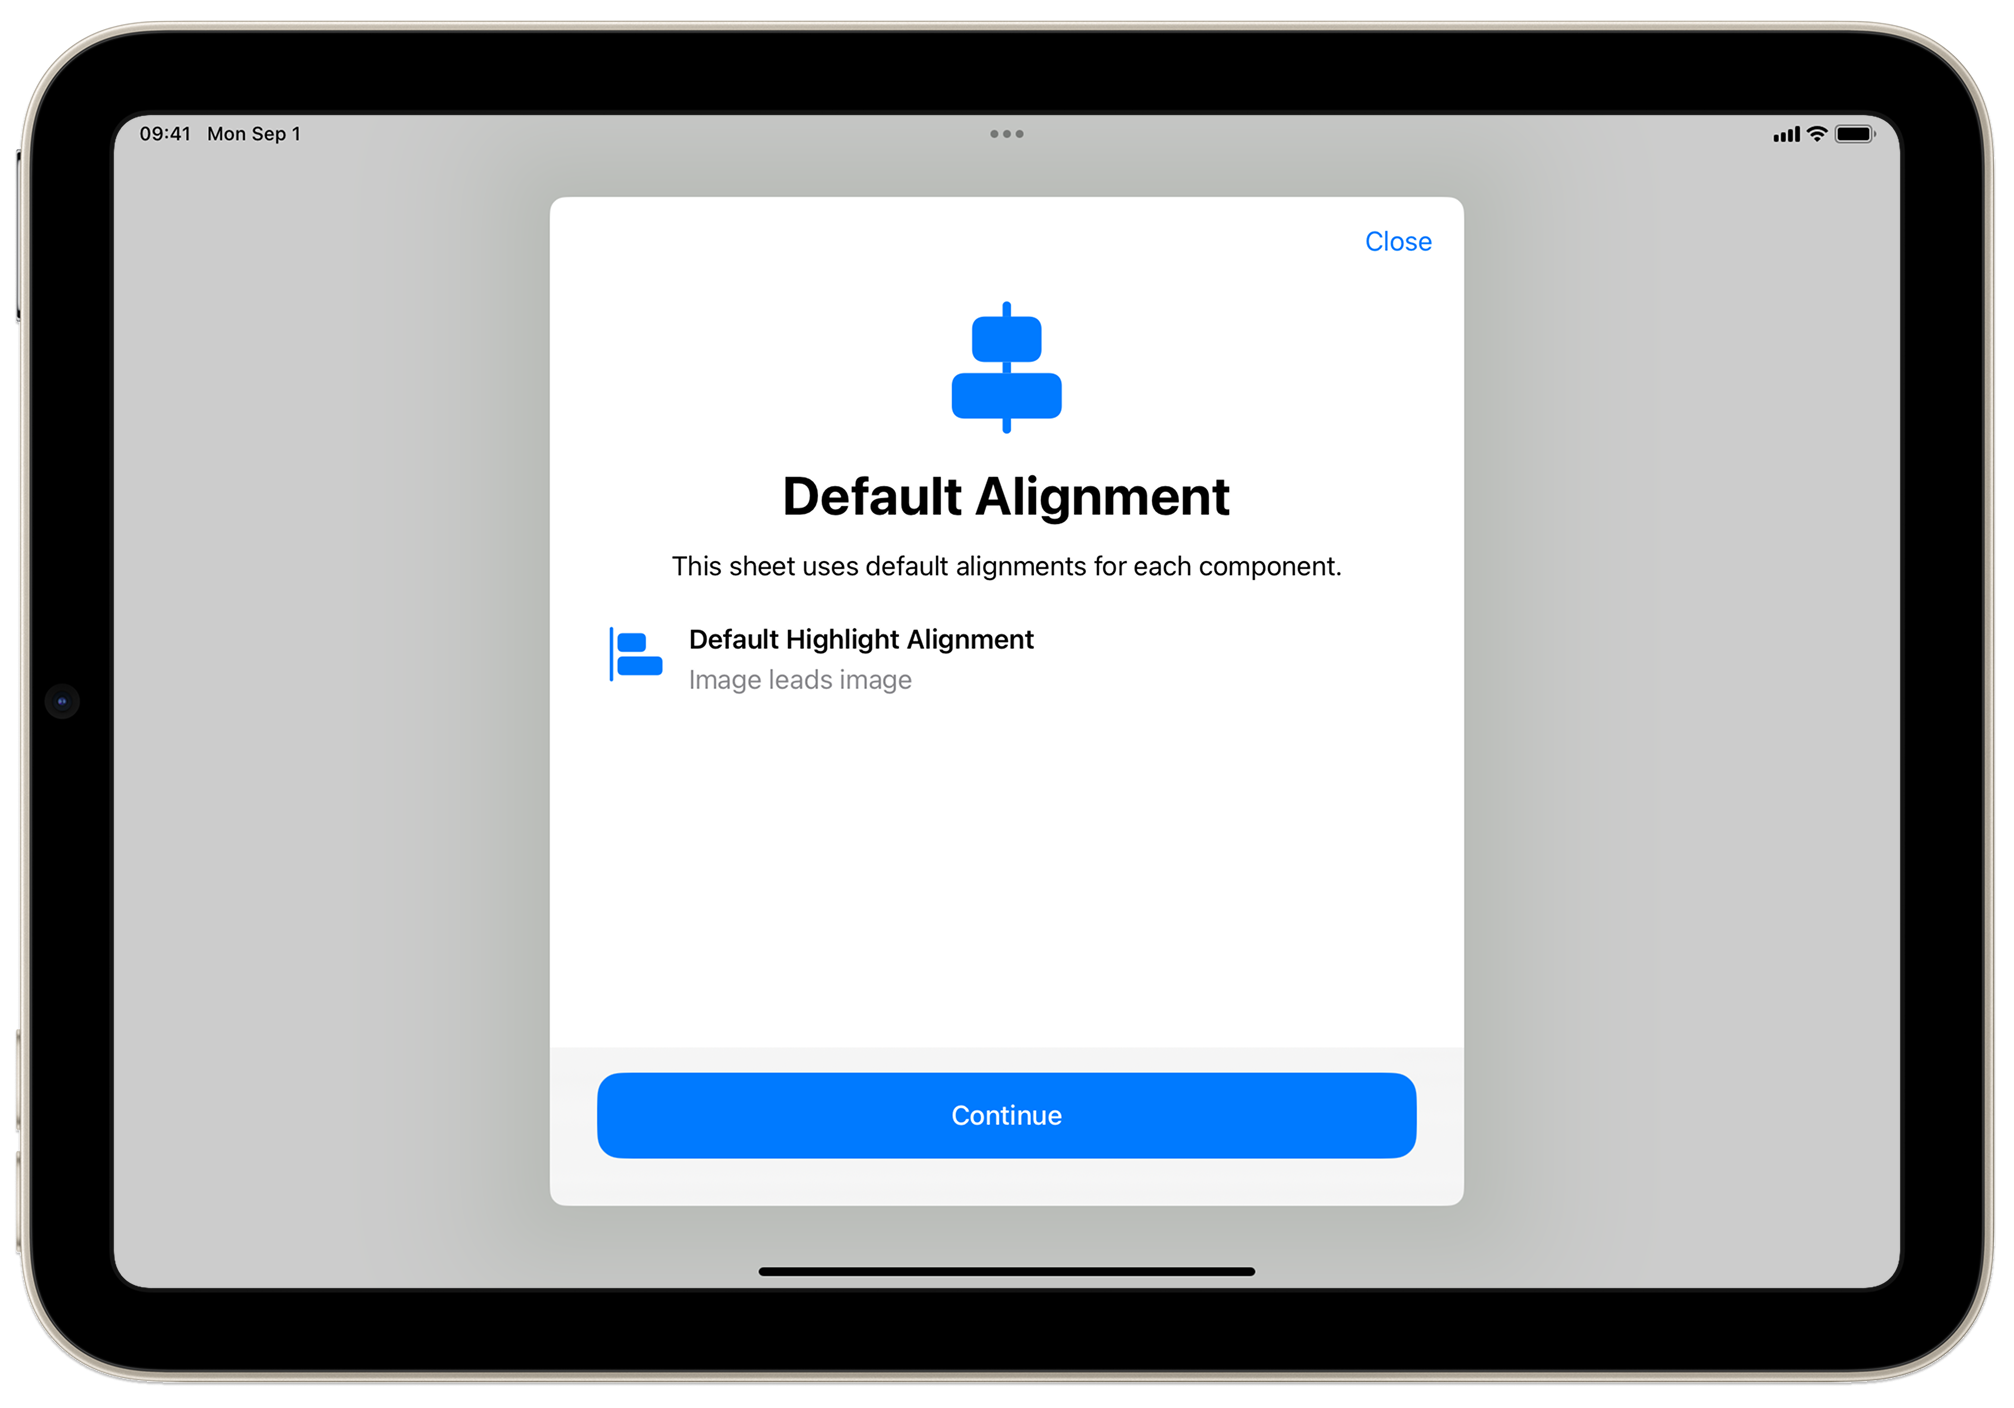 09:41 Mon Sep 1
Close
Default Alignment
This sheet uses default alignments for each component.
Default Highlight Alignment
Image leads image
Continue